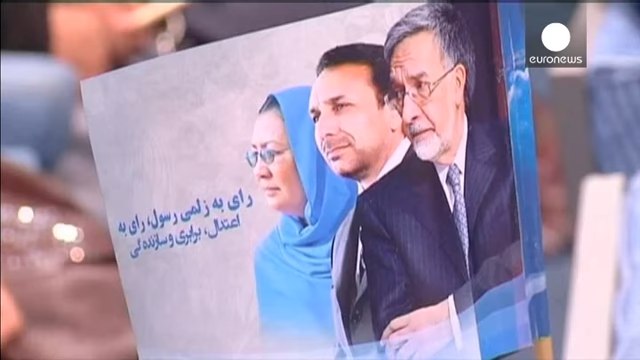 euronews
رای به زلمی رسول، رای به
اعتدال، برابری و سازنده گی